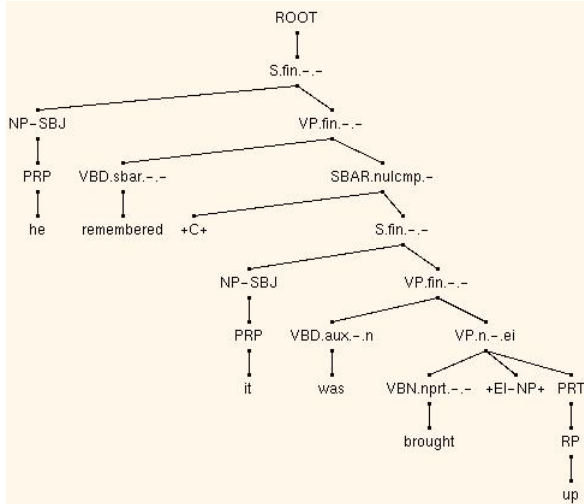 ROOT
S.fin.-.-
NP-SBJ VP.fin.-.-
PRP VBD.sbar.-.- SBAR.nulcmp.-
he remembered +C+ S.fin.-.-
NP-SBJ VP.fin.-.-
PRP VBD.aux.-.n VP.n.-.ei
it was VBN.nprt.-.- +EI-NP+ PRT
brought RP
up